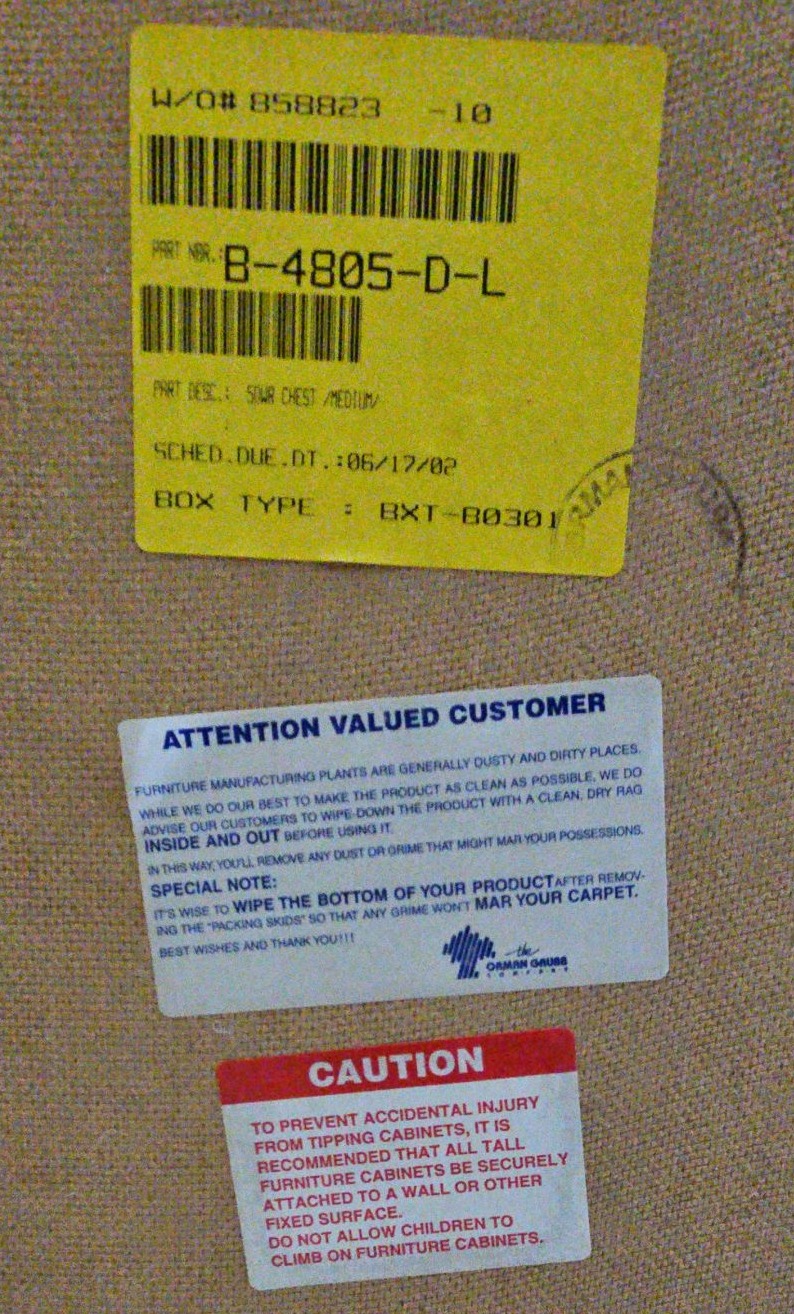 W/O# 858823 -10
PART NBR.: B-4805-D-L
PART DESC.: 5DWR CHEST /MEDIUM/
SCHED.DUE.DT.:06/17/02
BOX TYPE : BXT-B0301
ATTENTION VALUED CUSTOMER
FURNITURE MANUFACTURING PLANTS ARE GENERALLY DUSTY AND DIRTY PLACES.
WHILE WE DO OUR BEST TO MAKE THE PRODUCT AS CLEAN AS POSSIBLE, WE DO
ADVISE OUR CUSTOMERS TO WIPE-DOWN THE PRODUCT WITH A CLEAN, DRY RAG
INSIDE AND OUT BEFORE USING IT.
IN THIS WAY, YOU'LL REMOVE ANY DUST OR GRIME THAT MIGHT MAR YOUR POSSESSIONS.
SPECIAL NOTE:
IT'S WISE TO WIPE THE BOTTOM OF YOUR PRODUCT AFTER REMOV-
ING THE "PACKING SKIDS" SO THAT ANY GRIME WON'T MAR YOUR CARPET.
BEST WISHES AND THANK YOU!!!
the
ORMAN GRUBB
COMPANY
CAUTION
TO PREVENT ACCIDENTAL INJURY
FROM TIPPING CABINETS, IT IS
RECOMMENDED THAT ALL TALL
FURNITURE CABINETS BE SECURELY
ATTACHED TO A WALL OR OTHER
FIXED SURFACE.
DO NOT ALLOW CHILDREN TO
CLIMB ON FURNITURE CABINETS.